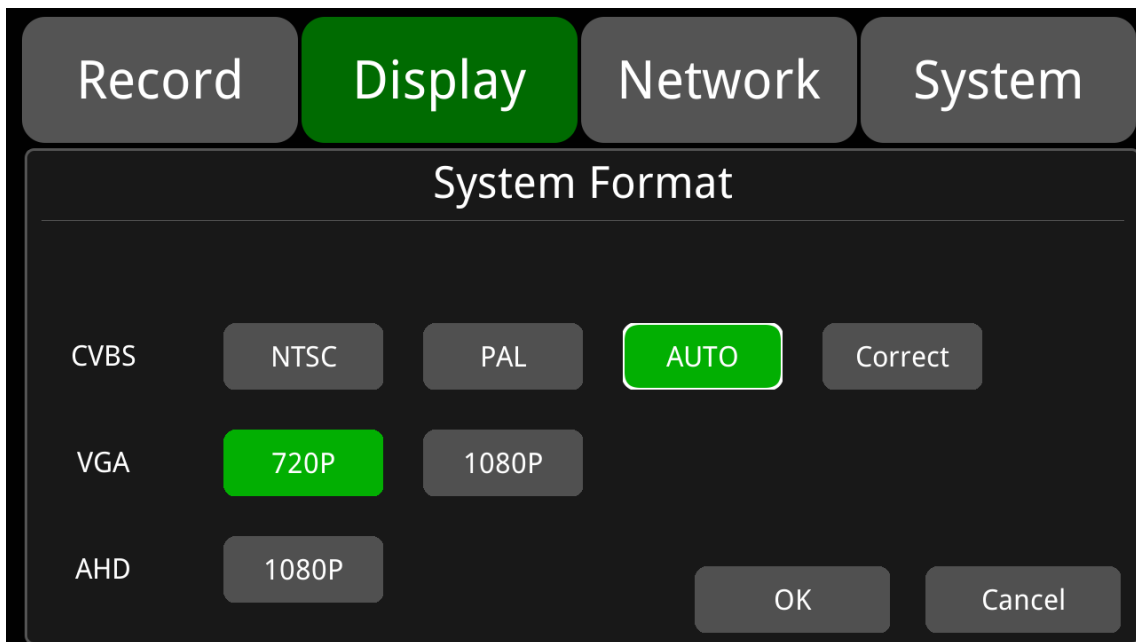 Record Display Network System
System Format
CVBS NTSC PAL AUTO Correct
VGA 720P 1080P
AHD 1080P
OK Cancel